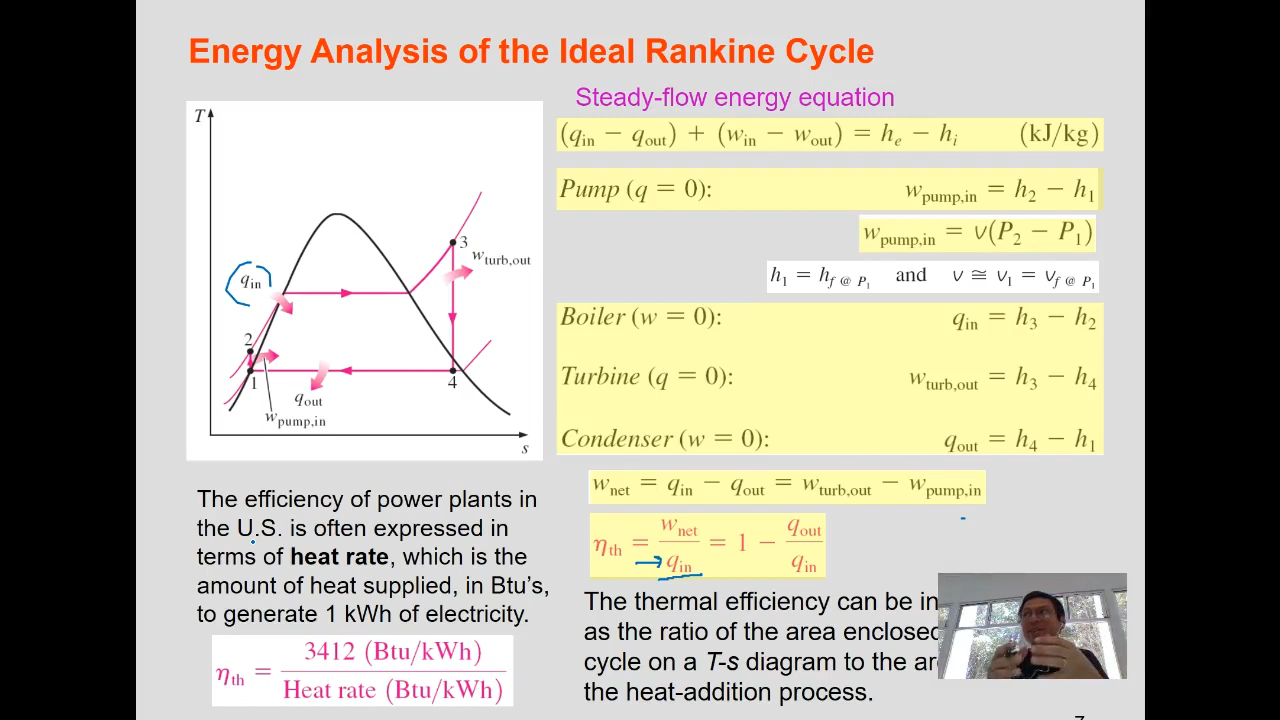 Energy Analysis of the Ideal Rankine Cycle
Steady-flow energy equation
(q_in − q_out) + (w_in − w_out) = h_e − h_i (kJ/kg)
Pump (q = 0): w_pump,in = h_2 − h_1
w_pump,in = ν(P_2 − P_1)
h_1 = h_f @ P_1 and ν ≅ ν_1 = ν_f @ P_1
Boiler (w = 0): q_in = h_3 − h_2
Turbine (q = 0): w_turb,out = h_3 − h_4
Condenser (w = 0): q_out = h_4 − h_1
w_net = q_in − q_out = w_turb,out − w_pump,in
η_th = w_net / q_in = 1 − q_out / q_in
The thermal efficiency can be in
as the ratio of the area enclosed
cycle on a T-s diagram to the
the heat-addition process.
T
3
w_turb,out
q_in
2
1
4
q_out
w_pump,in
s
The efficiency of power plants in
the U.S. is often expressed in
terms of heat rate, which is the
amount of heat supplied, in Btu's,
to generate 1 kWh of electricity.
η_th = 3412 (Btu/kWh) / Heat rate (Btu/kWh)